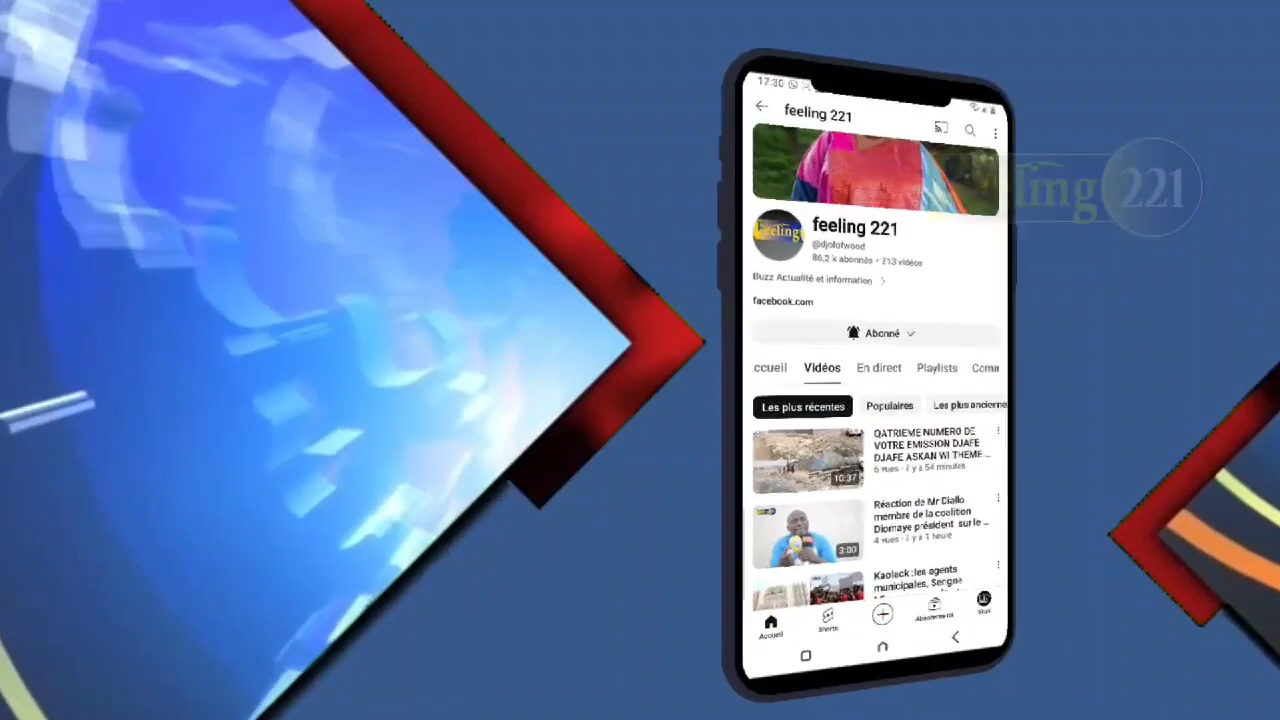 17:30
feeling 221
feeling 221
Feeling
@djolofwood
86,2 k abonnés • 213 vidéos
Buzz Actualité et information
facebook.com
Abonné
ccueil Vidéos En direct Playlists Comm
Les plus récentes Populaires Les plus ancienne
QATRIEME NUMERO DE
VOTRE EMISSION DJAFE
DJAFE ASKAN WI THEME ...
6 vues · il y a 54 minutes
10:37
Réaction de Mr Diallo
membre de la coalition
Diomaye président sur le ...
4 vues · il y a 1 heure
3:00
Kaolack :les agents
municipales, Serigne
Accueil Shorts Abonnements Vous
eling 221